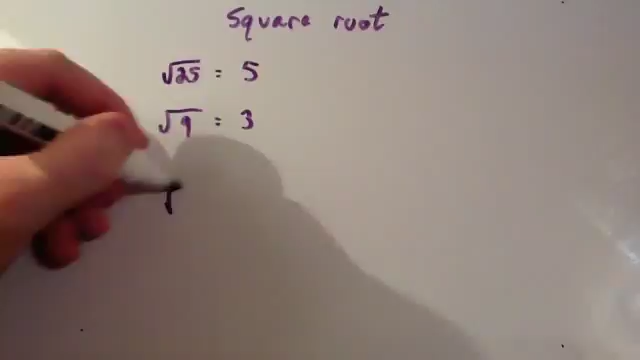 Square root
√25 = 5
√9 = 3
√